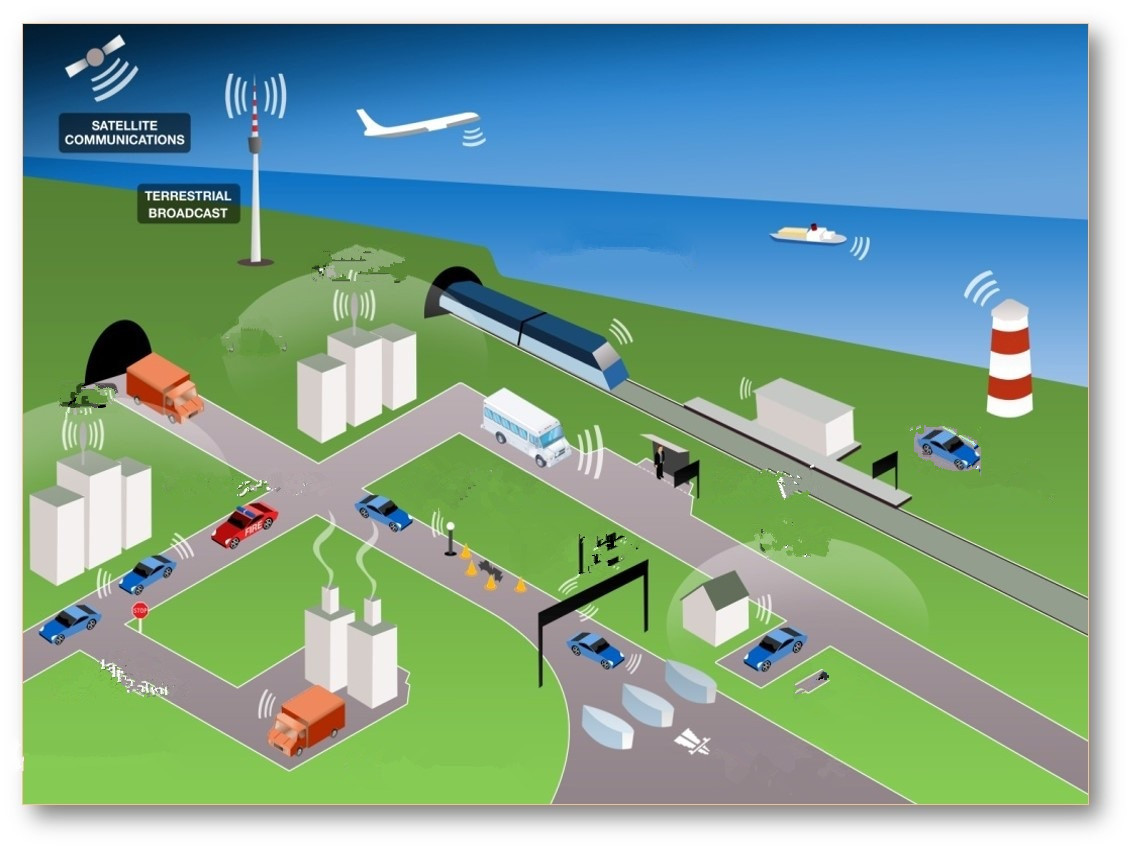 SATELLITE
COMMUNICATIONS
TERRESTRIAL
BROADCAST
FIRE
STOP